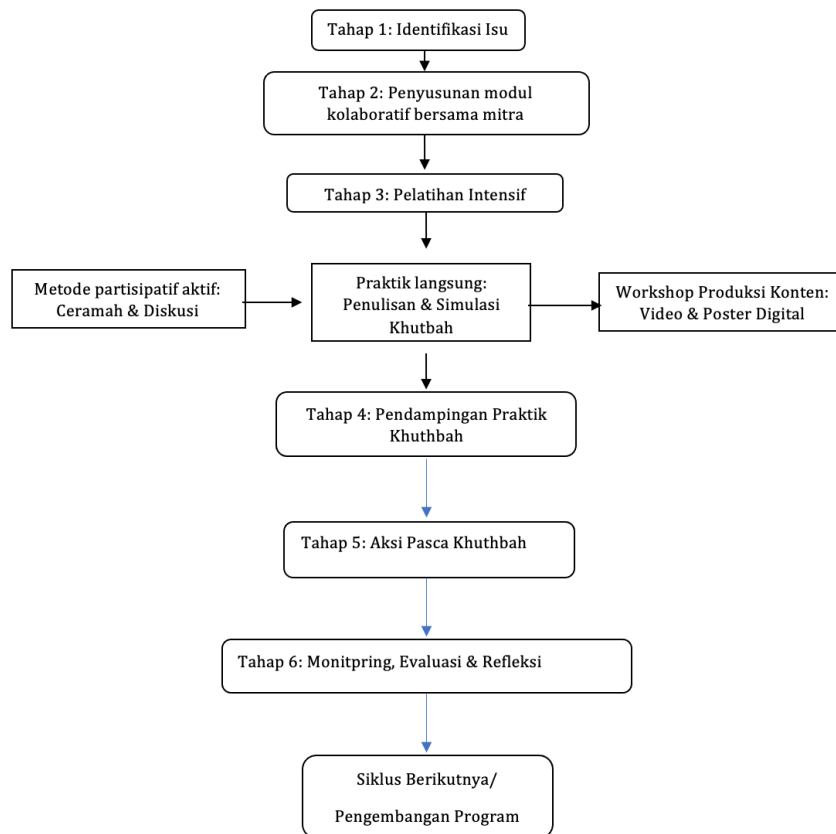 Tahap 1: Identifikasi Isu
Tahap 2: Penyusunan modul
kolaboratif bersama mitra
Tahap 3: Pelatihan Intensif
Metode partisipatif aktif:
Ceramah & Diskusi
Praktik langsung:
Penulisan & Simulasi
Khutbah
Workshop Produksi Konten:
Video & Poster Digital
Tahap 4: Pendampingan Praktik
Khuthbah
Tahap 5: Aksi Pasca Khuthbah
Tahap 6: Monitpring, Evaluasi & Refleksi
Siklus Berikutnya/
Pengembangan Program